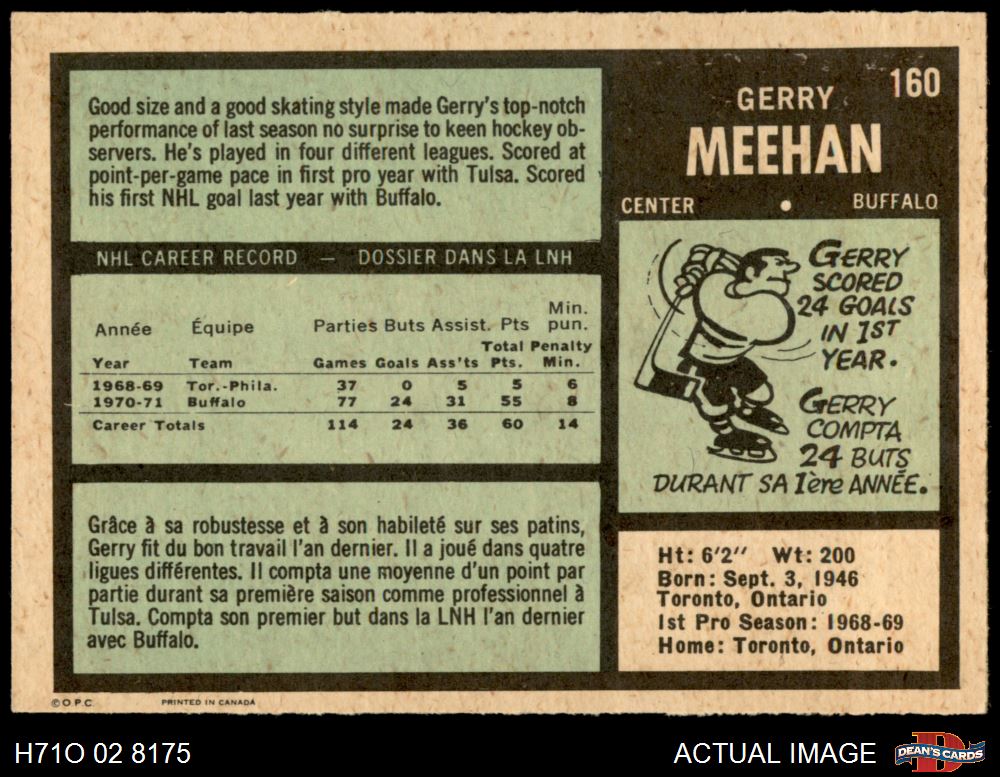 Good size and a good skating style made Gerry's top-notch
performance of last season no surprise to keen hockey ob-
servers. He's played in four different leagues. Scored at
point-per-game pace in first pro year with Tulsa. Scored
his first NHL goal last year with Buffalo.
NHL CAREER RECORD — DOSSIER DANS LA LNH
Min.
Année Équipe Parties Buts Assist. Pts pun.
Total Penalty
Year Team Games Goals Ass'ts Pts. Min.
1968-69 Tor.-Phila. 37 0 5 5 6
1970-71 Buffalo 77 24 31 55 8
Career Totals 114 24 36 60 14
Grâce à sa robustesse et à son habileté sur ses patins,
Gerry fit du bon travail l'an dernier. Il a joué dans quatre
ligues différentes. Il compta une moyenne d'un point par
partie durant sa première saison comme professionnel à
Tulsa. Compta son premier but dans la LNH l'an dernier
avec Buffalo.
160
GERRY
MEEHAN
CENTER • BUFFALO
GERRY
SCORED
24 GOALS
IN 1ST
YEAR.
GERRY
COMPTA
24 BUTS
DURANT SA 1ère ANNÉE.
Ht: 6'2" Wt: 200
Born: Sept. 3, 1946
Toronto, Ontario
1st Pro Season: 1968-69
Home: Toronto, Ontario
© O.P.C. PRINTED IN CANADA
H71O 02 8175
ACTUAL IMAGE
D
DEAN'S CARDS